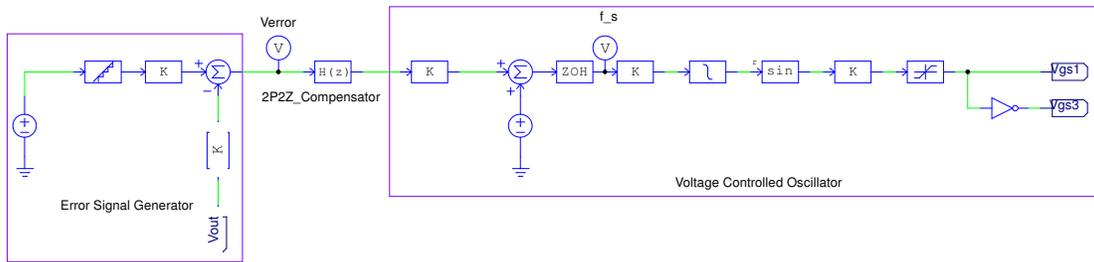 f_s
Verror
V
V
K
+
Σ
H(z)
K
+
Σ
ZOH
K
r
sin
K
Vgs1
−
2P2Z_Compensator
+
Vgs3
K
Error Signal Generator
Voltage Controlled Oscillator
Vout